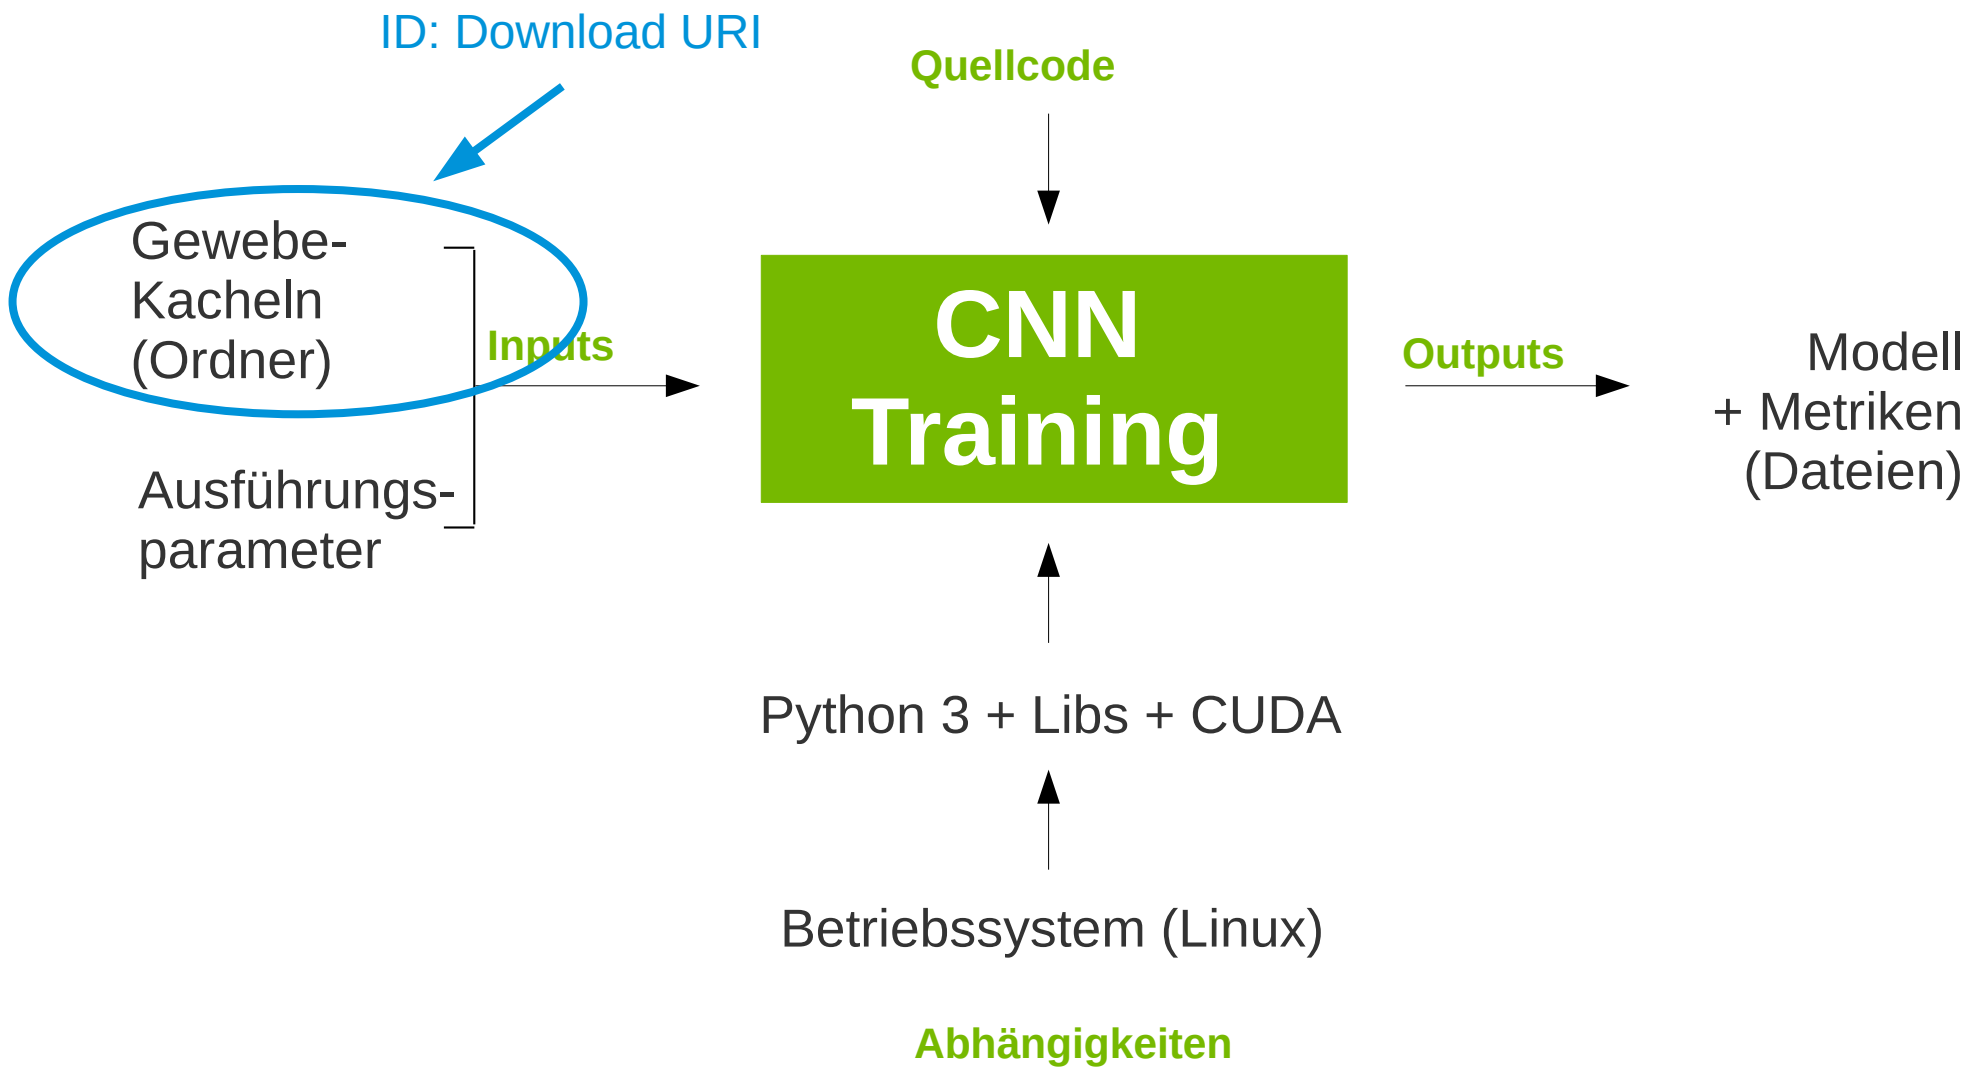 ID: Download URI
Quellcode
Gewebe-
Kacheln
(Ordner)
Inputs
Ausführungs-
parameter
CNN
Training
Outputs
Modell
+ Metriken
(Dateien)
Python 3 + Libs + CUDA
Betriebssystem (Linux)
Abhängigkeiten